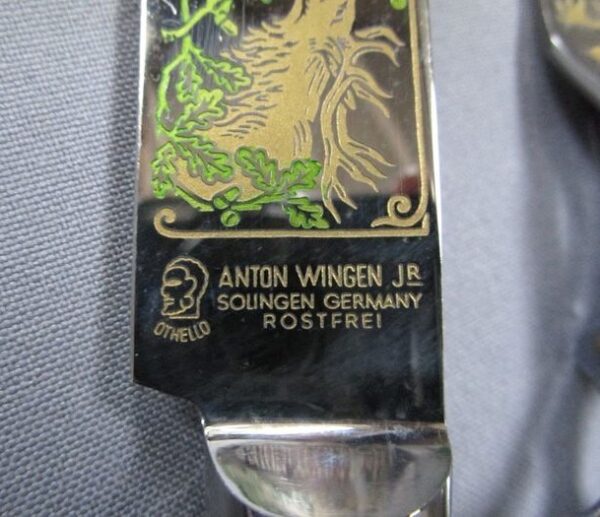 ANTON WINGEN JR
SOLINGEN GERMANY
ROSTFREI
OTHELLO